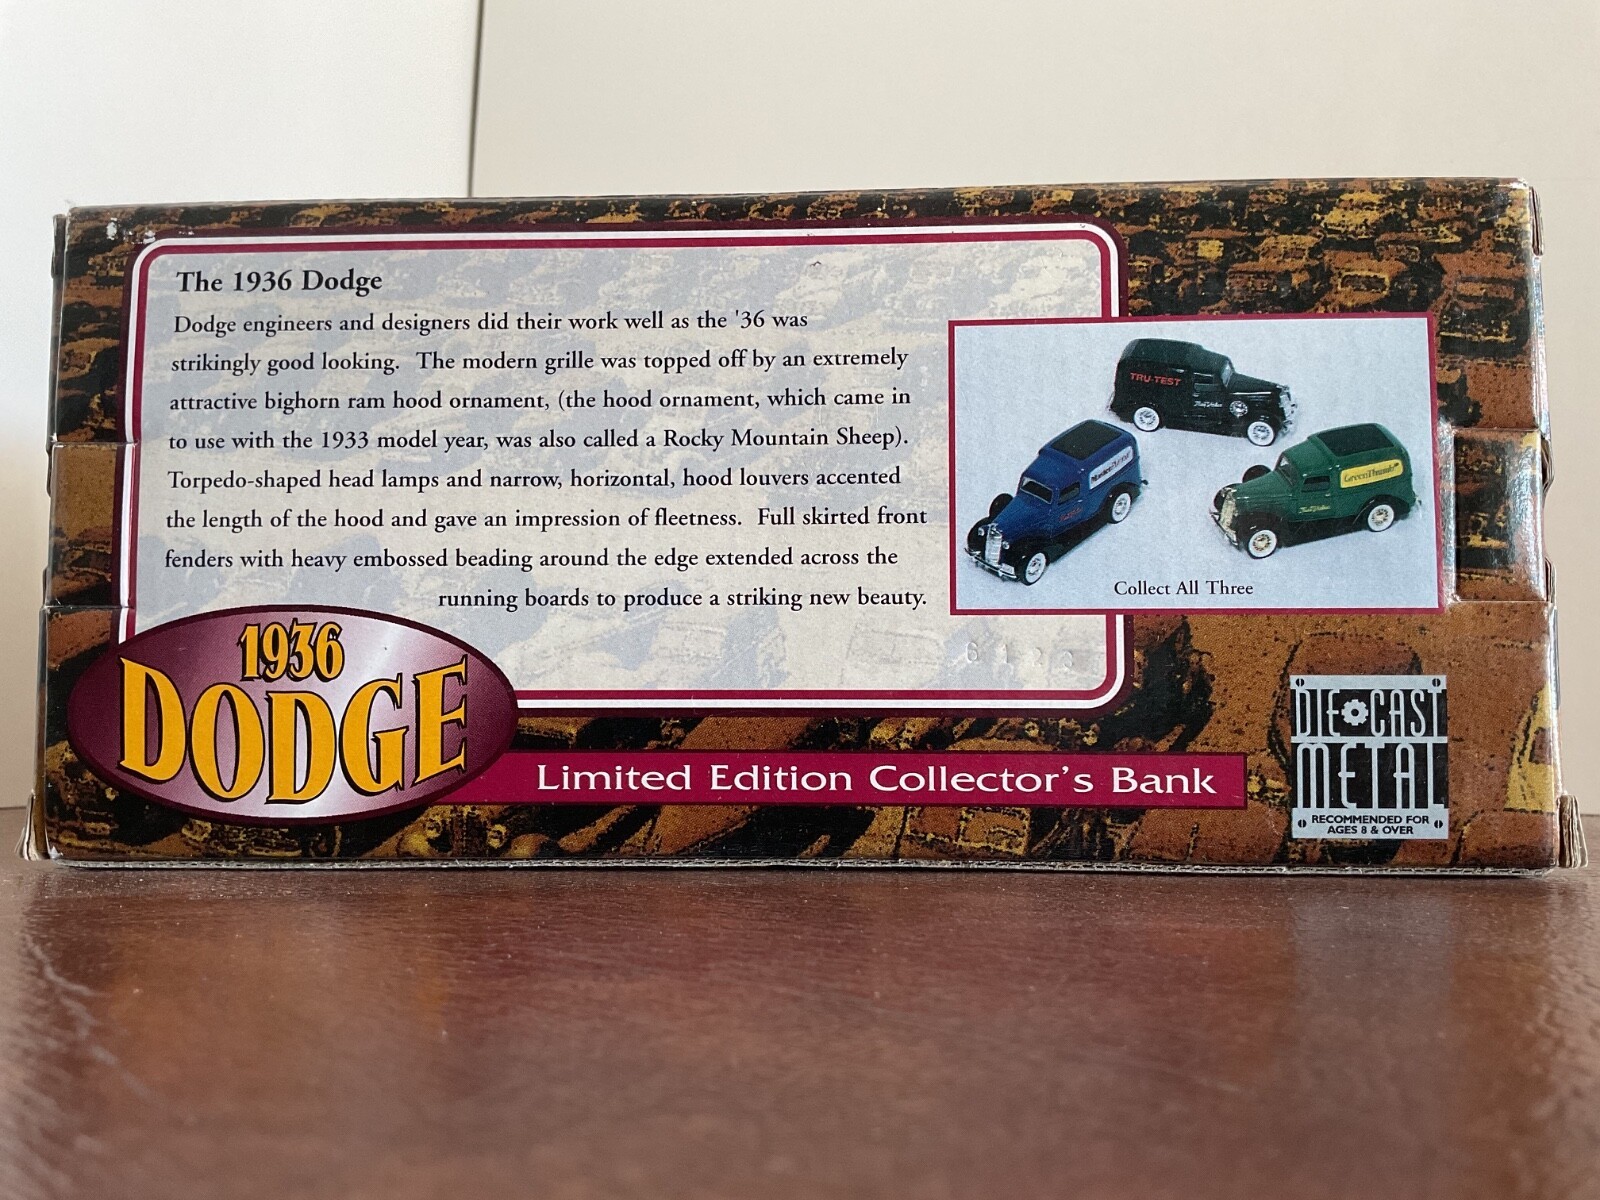 The 1936 Dodge
Dodge engineers and designers did their work well as the '36 was
strikingly good looking. The modern grille was topped off by an extremely
attractive bighorn ram hood ornament, (the hood ornament, which came in
to use with the 1933 model year, was also called a Rocky Mountain Sheep).
Torpedo-shaped head lamps and narrow, horizontal, hood louvers accented
the length of the hood and gave an impression of fleetness. Full skirted front
fenders with heavy embossed beading around the edge extended across the
running boards to produce a striking new beauty.
TRU-TEST
GreenThumb
Collect All Three
1936
DODGE
Limited Edition Collector's Bank
DIE CAST
METAL
RECOMMENDED FOR
AGES 8 & OVER